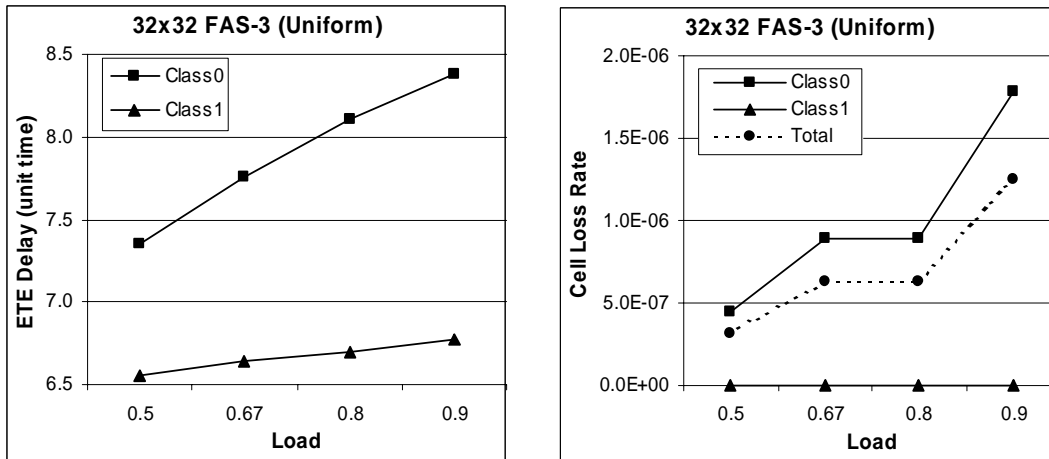 32x32 FAS-3 (Uniform)
8.5
8.0
7.5
7.0
6.5
ETE Delay (unit time)
Class0
Class1
0.5 0.67 0.8 0.9
Load
32x32 FAS-3 (Uniform)
2.0E-06
1.5E-06
1.0E-06
5.0E-07
0.0E+00
Cell Loss Rate
Class0
Class1
Total
0.5 0.67 0.8 0.9
Load